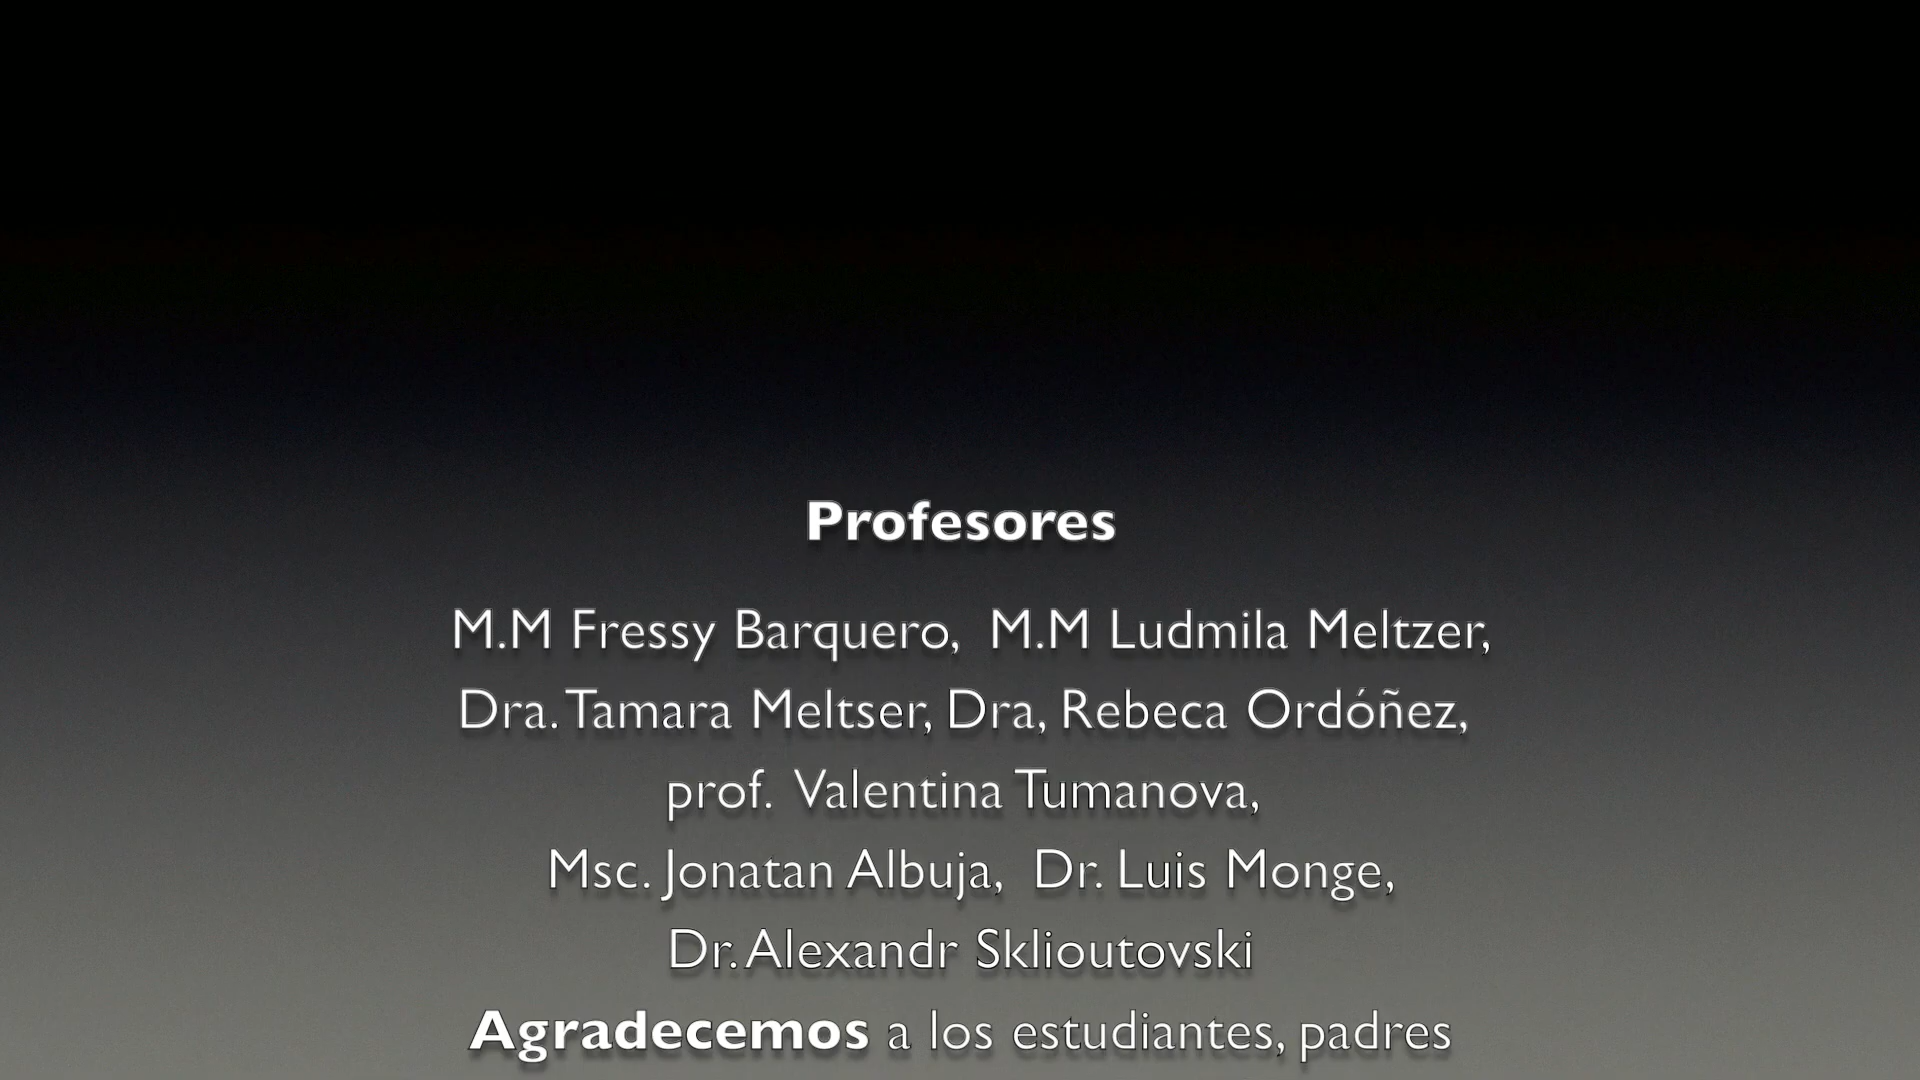 Profesores
M.M Fressy Barquero, M.M Ludmila Meltzer,
Dra. Tamara Meltser, Dra, Rebeca Ordóñez,
prof. Valentina Tumanova,
Msc. Jonatan Albuja, Dr. Luis Monge,
Dr. Alexandr Sklioutovski
Agradecemos a los estudiantes, padres